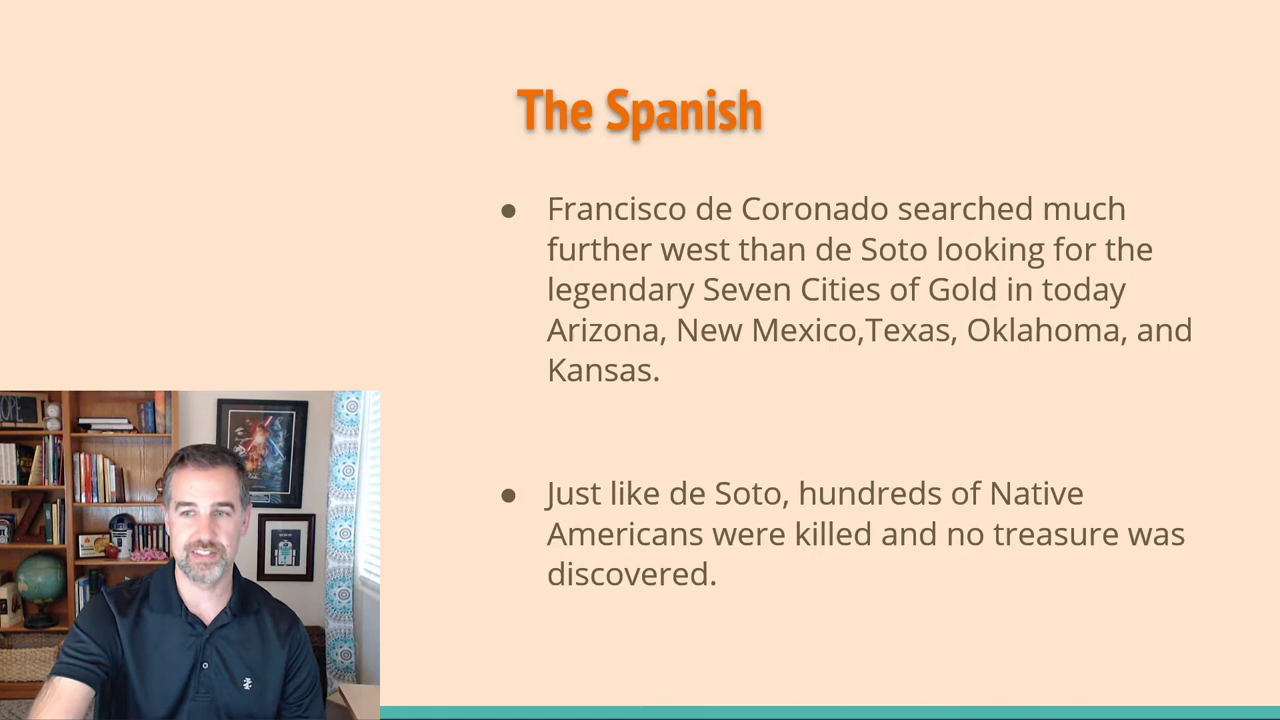 The Spanish
● Francisco de Coronado searched much
further west than de Soto looking for the
legendary Seven Cities of Gold in today
Arizona, New Mexico,Texas, Oklahoma, and
Kansas.
● Just like de Soto, hundreds of Native
Americans were killed and no treasure was
discovered.